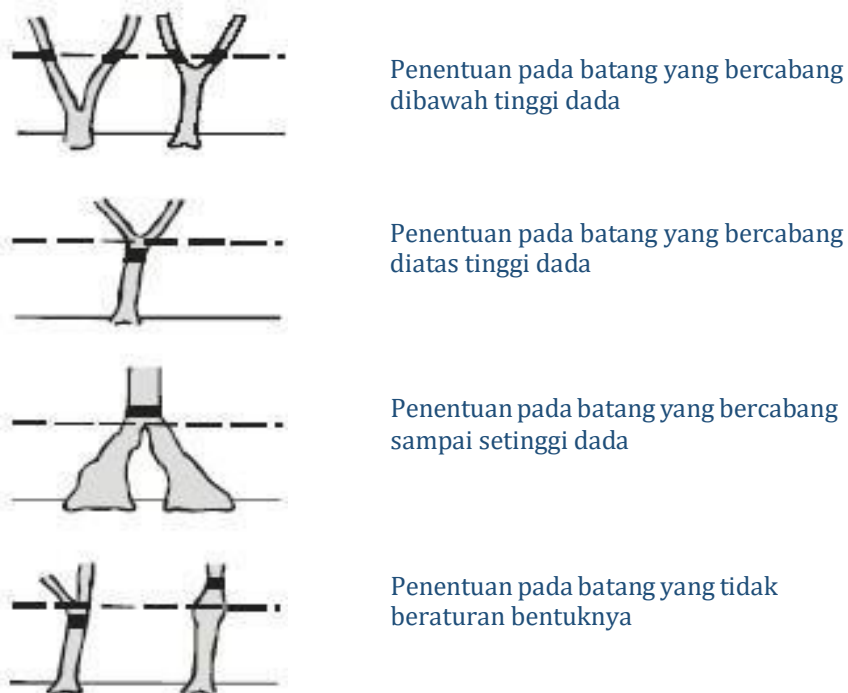 Penentuan pada batang yang bercabang
dibawah tinggi dada
Penentuan pada batang yang bercabang
diatas tinggi dada
Penentuan pada batang yang bercabang
sampai setinggi dada
Penentuan pada batang yang tidak
beraturan bentuknya